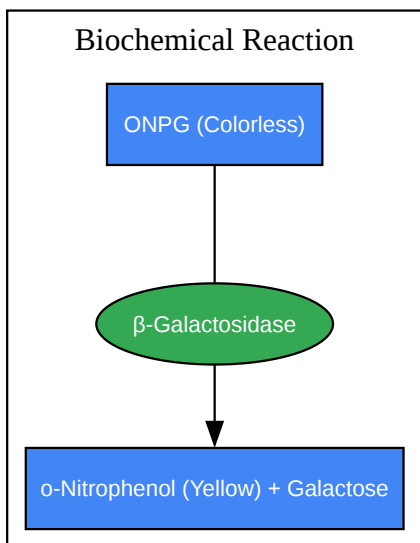 Biochemical Reaction
ONPG (Colorless)
β-Galactosidase
o-Nitrophenol (Yellow) + Galactose